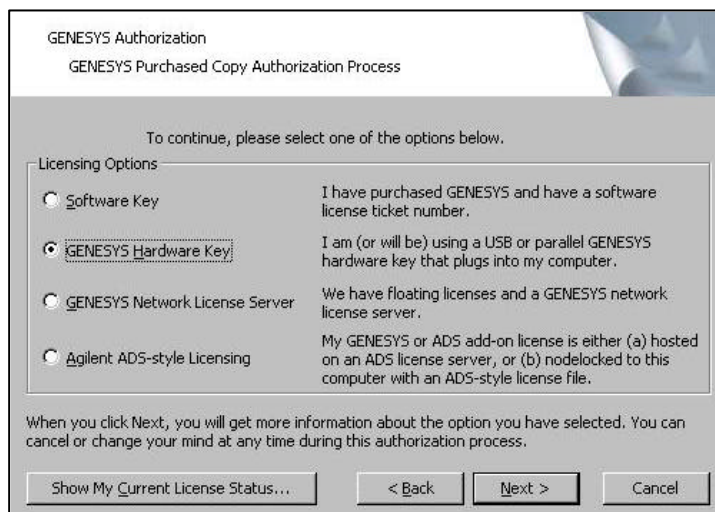 GENESYS Authorization
GENESYS Purchased Copy Authorization Process
To continue, please select one of the options below.
Licensing Options
Software Key
I have purchased GENESYS and have a software
license ticket number.
GENESYS Hardware Key
I am (or will be) using a USB or parallel GENESYS
hardware key that plugs into my computer.
GENESYS Network License Server
We have floating licenses and a GENESYS network
license server.
Agilent ADS-style Licensing
My GENESYS or ADS add-on license is either (a) hosted
on an ADS license server, or (b) nodelocked to this
computer with an ADS-style license file.
When you click Next, you will get more information about the option you have selected. You can
cancel or change your mind at any time during this authorization process.
Show My Current License Status...
< Back
Next >
Cancel